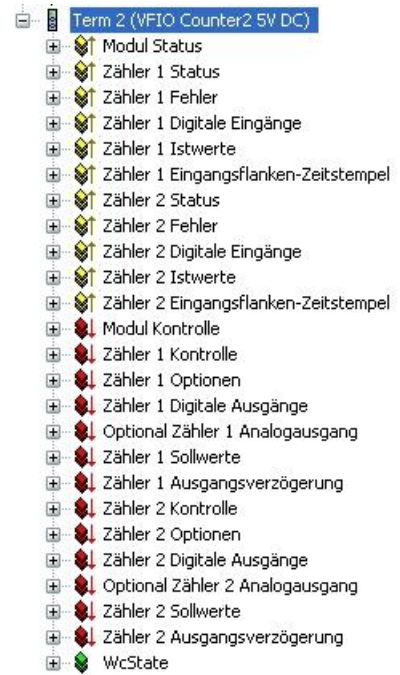 Term 2 (VFIO Counter2 5V DC)
Modul Status
Zähler 1 Status
Zähler 1 Fehler
Zähler 1 Digitale Eingänge
Zähler 1 Istwerte
Zähler 1 Eingangsflanken-Zeitstempel
Zähler 2 Status
Zähler 2 Fehler
Zähler 2 Digitale Eingänge
Zähler 2 Istwerte
Zähler 2 Eingangsflanken-Zeitstempel
Modul Kontrolle
Zähler 1 Kontrolle
Zähler 1 Optionen
Zähler 1 Digitale Ausgänge
Optional Zähler 1 Analogausgang
Zähler 1 Sollwerte
Zähler 1 Ausgangsverzögerung
Zähler 2 Kontrolle
Zähler 2 Optionen
Zähler 2 Digitale Ausgänge
Optional Zähler 2 Analogausgang
Zähler 2 Sollwerte
Zähler 2 Ausgangsverzögerung
WcState